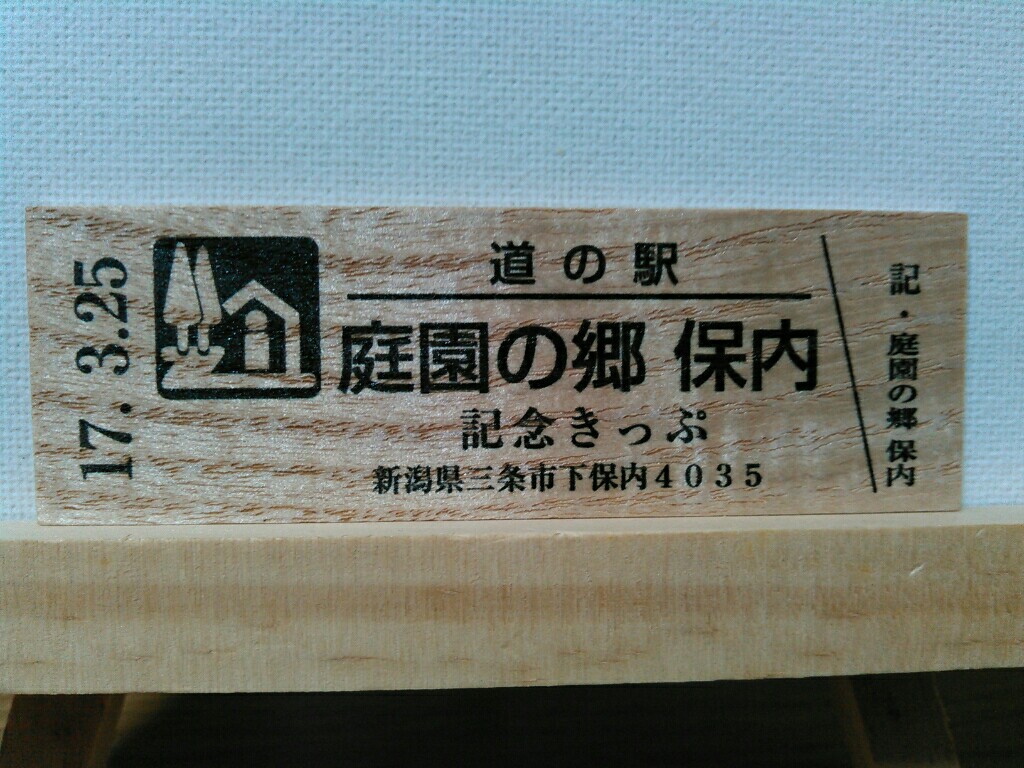 17. 3.25
道の駅
庭園の郷 保内
記念きっぷ
新潟県三条市下保内4035
記・庭園の郷 保内